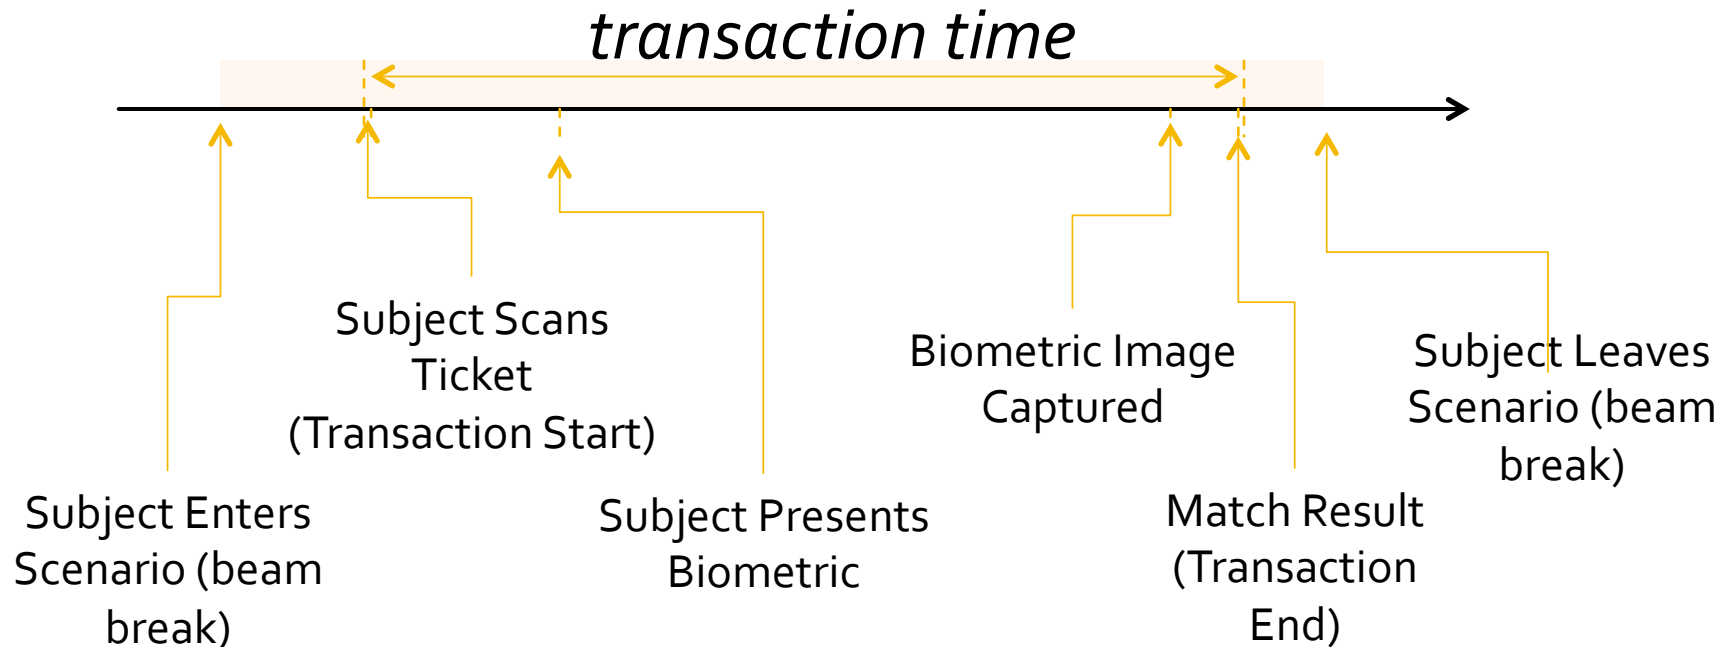 transaction time
Subject Scans
Ticket
(Transaction Start)
Biometric Image
Captured
Subject Leaves
Scenario (beam
break)
Subject Enters
Scenario (beam
break)
Subject Presents
Biometric
Match Result
(Transaction
End)